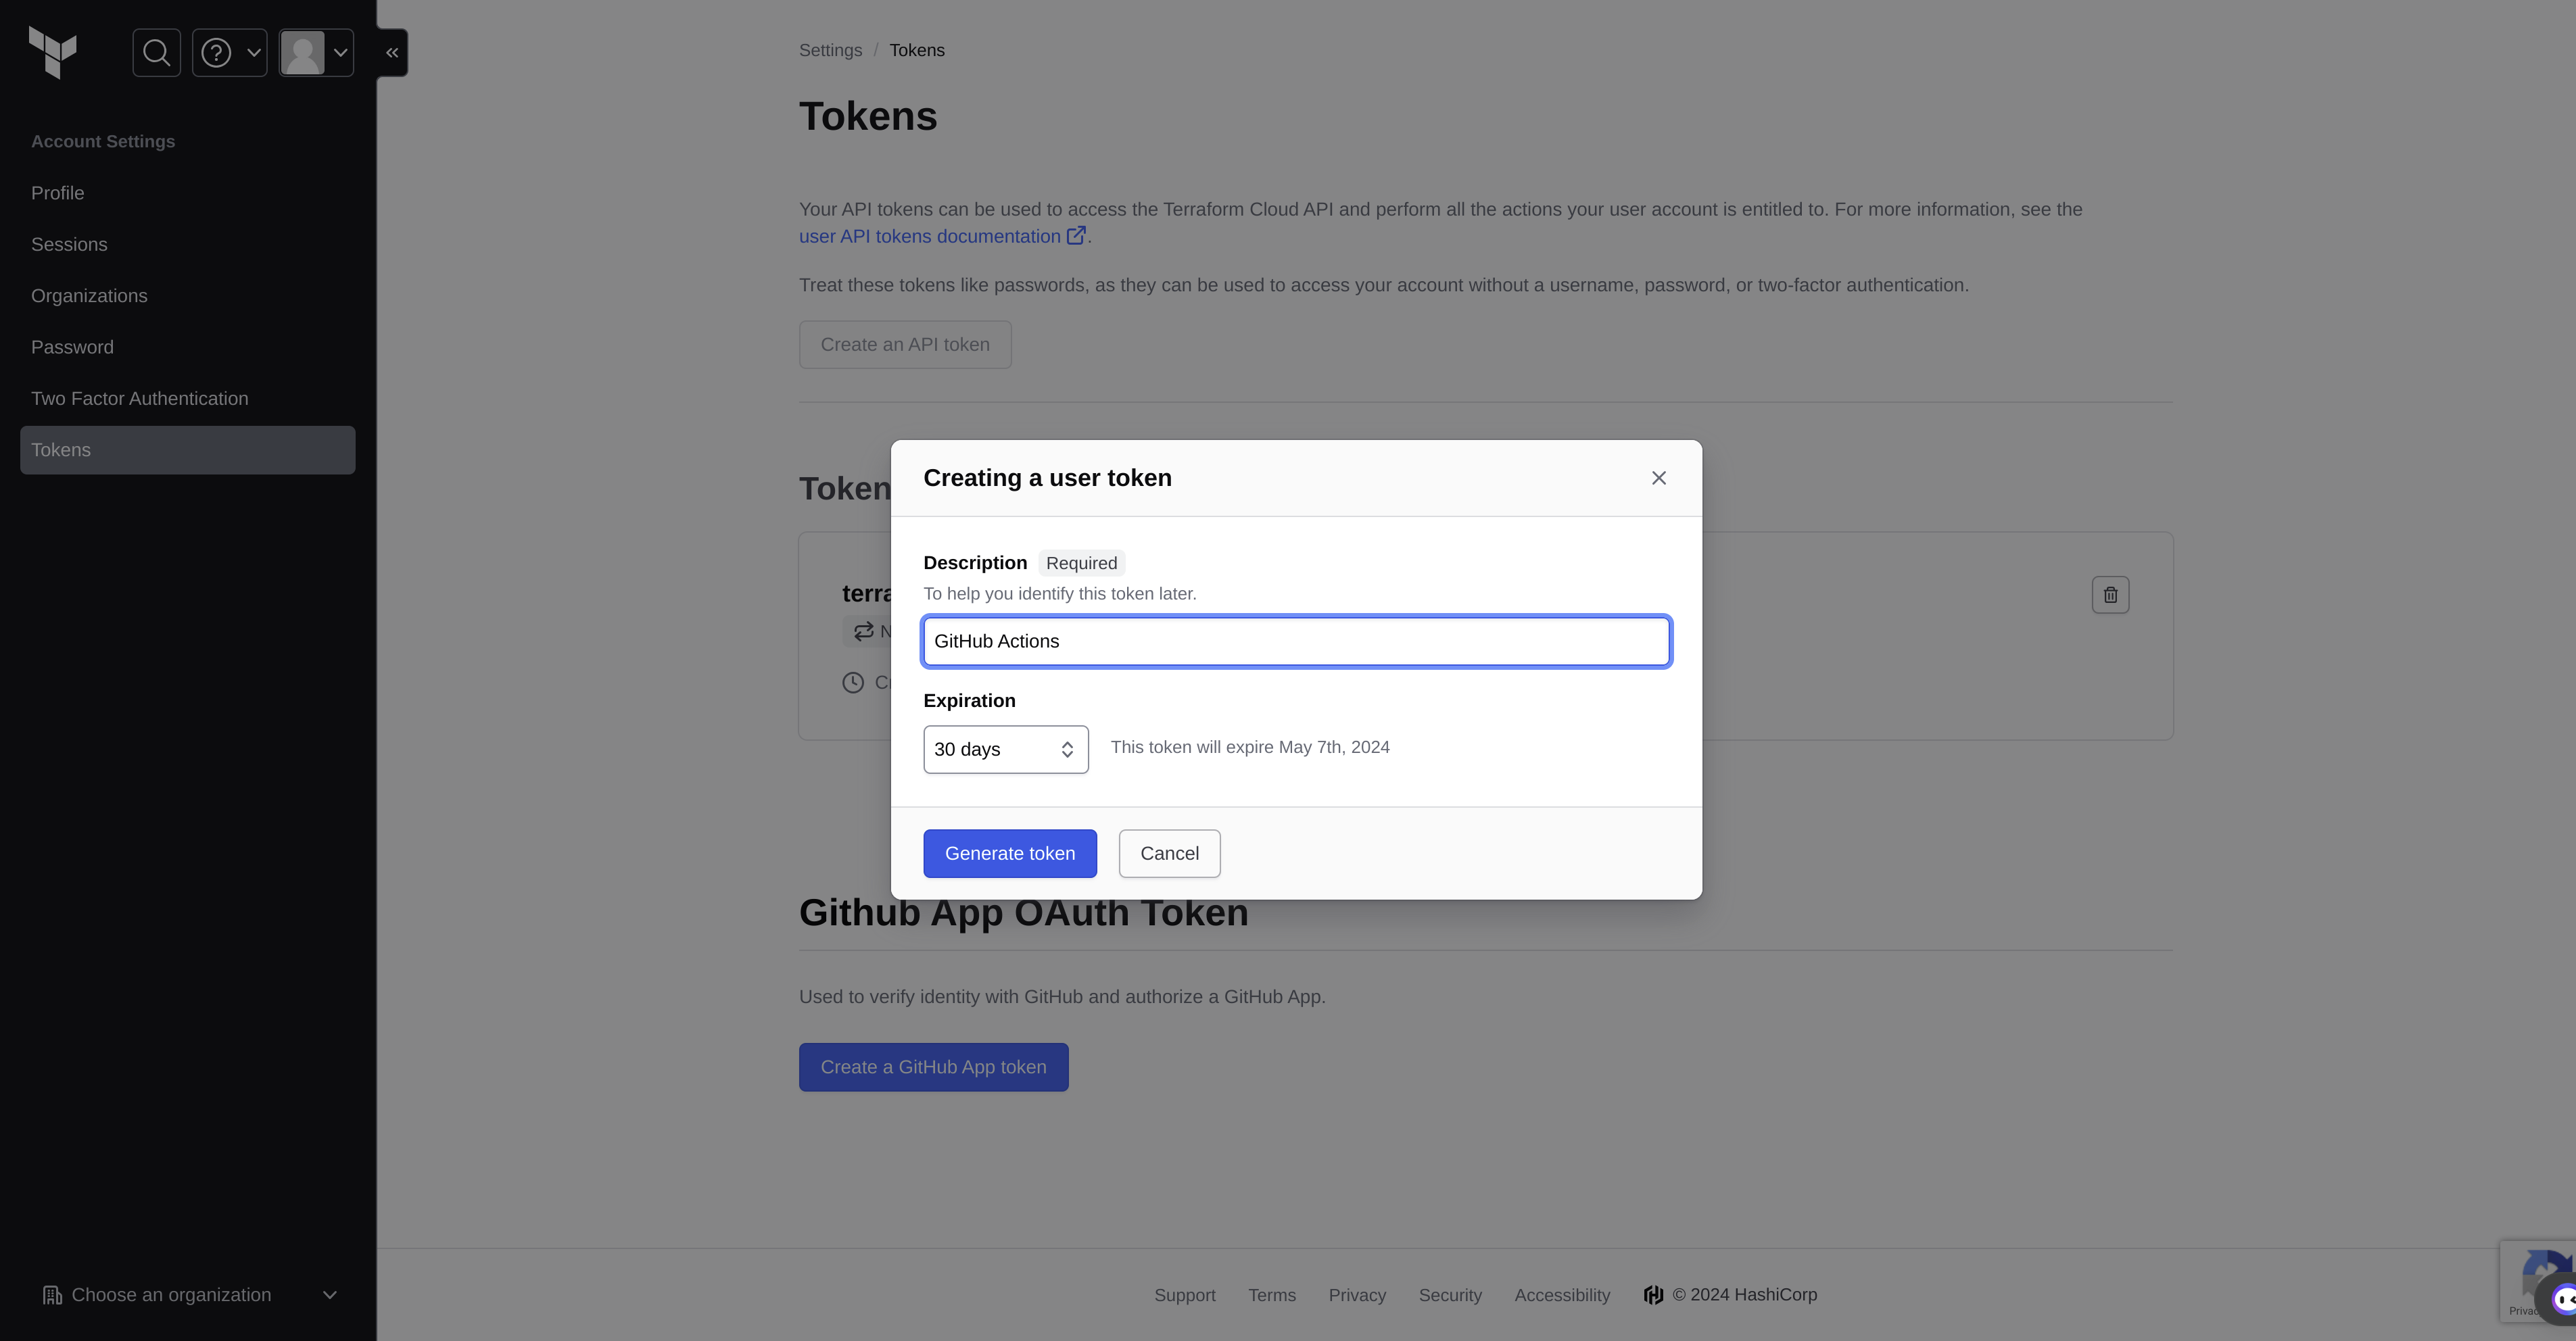 Account Settings
Profile
Sessions
Organizations
Password
Two Factor Authentication
Tokens
Choose an organization
Settings / Tokens
Tokens
Your API tokens can be used to access the Terraform Cloud API and perform all the actions your user account is entitled to. For more information, see the
user API tokens documentation.
Treat these tokens like passwords, as they can be used to access your account without a username, password, or two-factor authentication.
Create an API token
Token
terra
Creating a user token
Description Required
To help you identify this token later.
GitHub Actions
Expiration
30 days
This token will expire May 7th, 2024
Generate token
Cancel
Github App OAuth Token
Used to verify identity with GitHub and authorize a GitHub App.
Create a GitHub App token
Support Terms Privacy Security Accessibility © 2024 HashiCorp